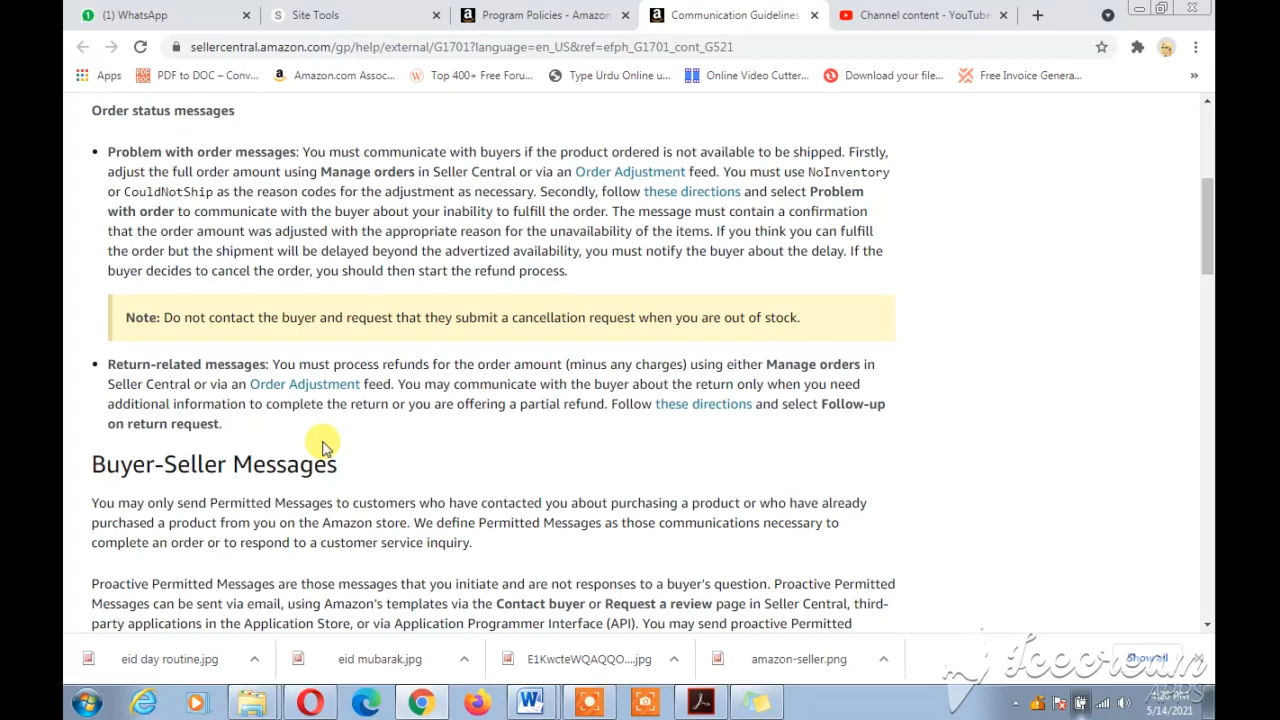 (1) WhatsApp
Site Tools
Program Policies - Amazon
Communication Guidelines
Channel content - YouTube
sellercentral.amazon.com/gp/help/external/G1701?language=en_US&ref=efph_G1701_cont_G521
Apps PDF to DOC – Conv... Amazon.com Assoc... Top 400+ Free Foru... Type Urdu Online u... Online Video Cutter... Download your file... Free Invoice Genera... »
Order status messages
• Problem with order messages: You must communicate with buyers if the product ordered is not available to be shipped. Firstly,
adjust the full order amount using Manage orders in Seller Central or via an Order Adjustment feed. You must use NoInventory
or CouldNotShip as the reason codes for the adjustment as necessary. Secondly, follow these directions and select Problem
with order to communicate with the buyer about your inability to fulfill the order. The message must contain a confirmation
that the order amount was adjusted with the appropriate reason for the unavailability of the items. If you think you can fulfill
the order but the shipment will be delayed beyond the advertized availability, you must notify the buyer about the delay. If the
buyer decides to cancel the order, you should then start the refund process.
Note: Do not contact the buyer and request that they submit a cancellation request when you are out of stock.
• Return-related messages: You must process refunds for the order amount (minus any charges) using either Manage orders in
Seller Central or via an Order Adjustment feed. You may communicate with the buyer about the return only when you need
additional information to complete the return or you are offering a partial refund. Follow these directions and select Follow-up
on return request.
Buyer-Seller Messages
You may only send Permitted Messages to customers who have contacted you about purchasing a product or who have already
purchased a product from you on the Amazon store. We define Permitted Messages as those communications necessary to
complete an order or to respond to a customer service inquiry.
Proactive Permitted Messages are those messages that you initiate and are not responses to a buyer's question. Proactive Permitted
Messages can be sent via email, using Amazon's templates via the Contact buyer or Request a review page in Seller Central, third-
party applications in the Application Store, or via Application Programmer Interface (API). You may send proactive Permitted
eid day routine.jpg
eid mubarak.jpg
E1KwcteWQAQQO....jpg
amazon-seller.png
Show all
Icecream
APPS
4:26 PM
5/14/2021